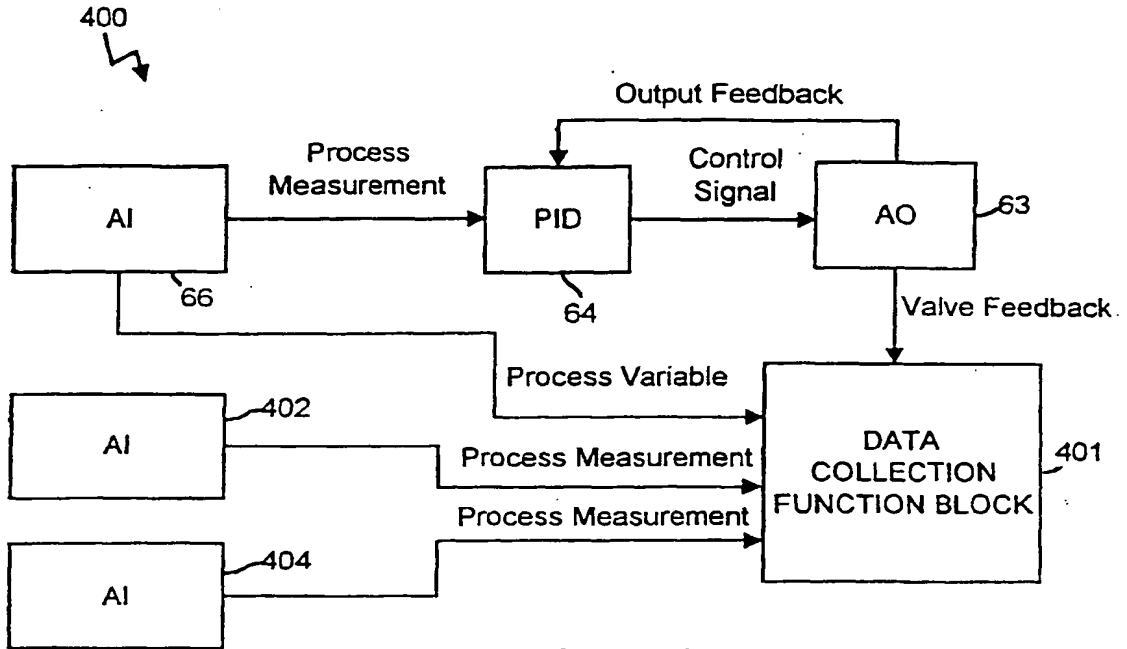 400
Output Feedback
Process
Measurement
Control
Signal
AI
PID
AO
63
66
64
Valve Feedback
Process Variable
402
AI
Process Measurement
DATA
COLLECTION
FUNCTION BLOCK
401
Process Measurement
404
AI